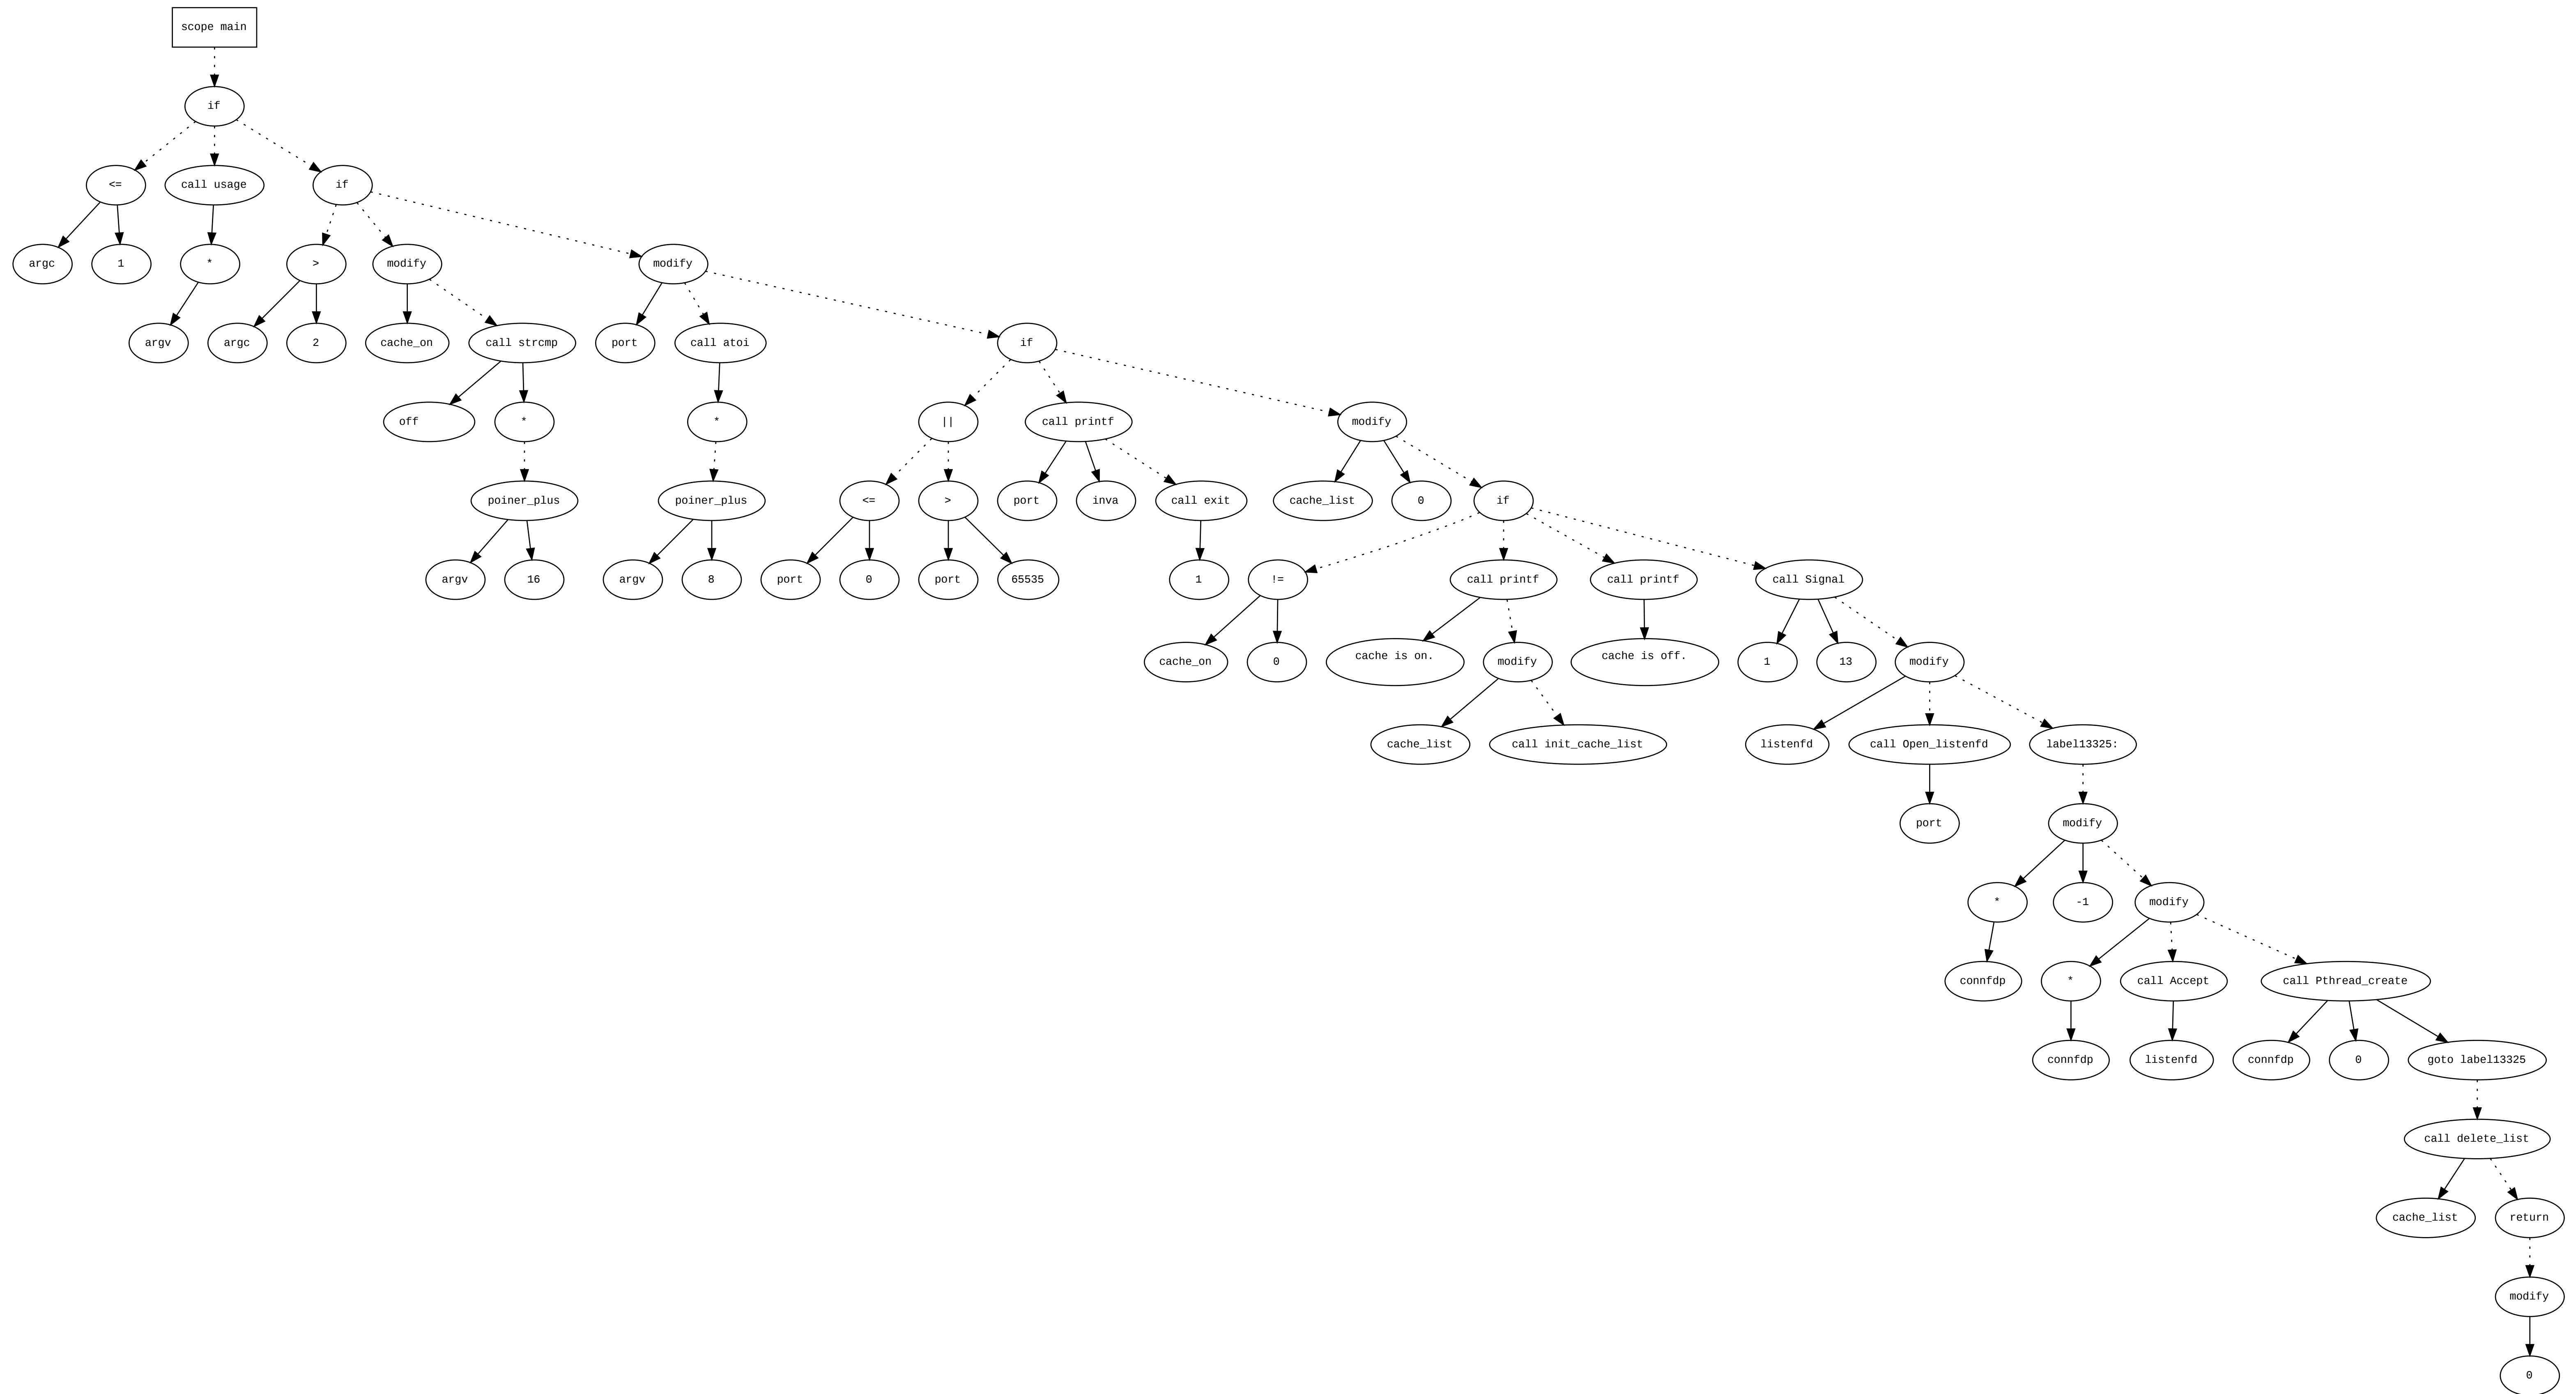 scope main
if
<=
call usage
if
argc
1
*
>
modify
modify
argv
argc
2
cache_on
call strcmp
port
call atoi
if
off
*
*
||
call printf
modify
poiner_plus
poiner_plus
<=
>
port
inva
call exit
cache_list
0
if
argv
16
argv
8
port
0
port
65535
1
!=
call printf
call printf
call Signal
cache_on
0
cache is on.
modify
cache is off.
1
13
modify
cache_list
call init_cache_list
listenfd
call Open_listenfd
label13325:
port
modify
*
-1
modify
connfdp
*
call Accept
call Pthread_create
connfdp
listenfd
connfdp
0
goto label13325
call delete_list
cache_list
return
modify
0